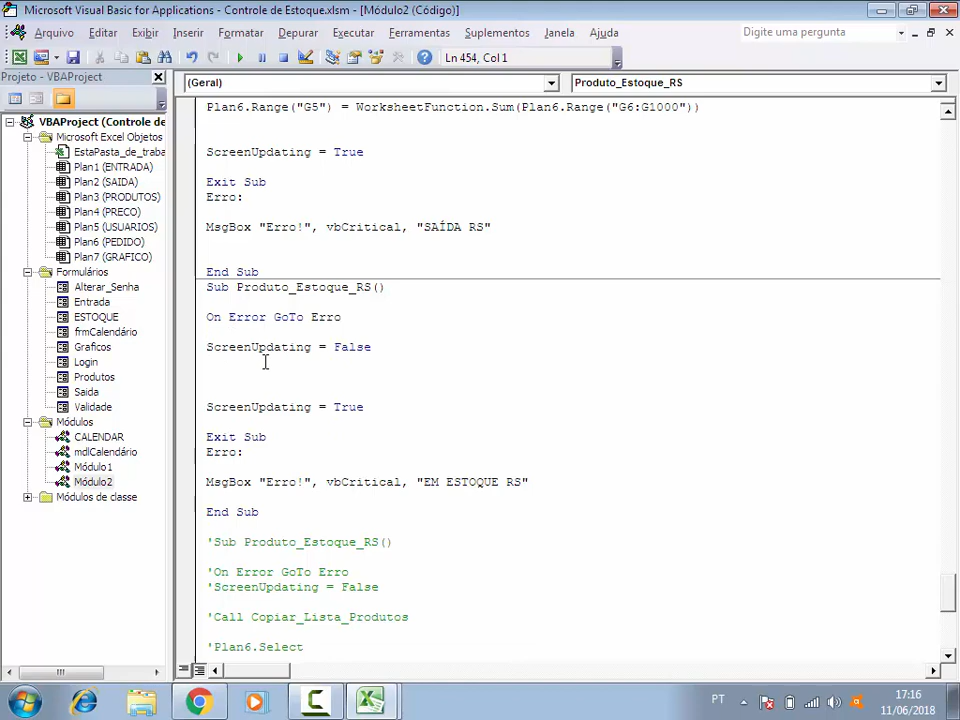 Microsoft Visual Basic for Applications - Controle de Estoque.xlsm - [Módulo2 (Código)]
Arquivo Editar Exibir Inserir Formatar Depurar Executar Ferramentas Suplementos Janela Ajuda Digite uma pergunta
Ln 454, Col 1
Projeto - VBAProject
(Geral) Produto_Estoque_RS
VBAProject (Controle de
Microsoft Excel Objetos
EstaPasta_de_traba
Plan1 (ENTRADA)
Plan2 (SAIDA)
Plan3 (PRODUTOS)
Plan4 (PRECO)
Plan5 (USUARIOS)
Plan6 (PEDIDO)
Plan7 (GRAFICO)
Formulários
Alterar_Senha
Entrada
ESTOQUE
frmCalendário
Graficos
Login
Produtos
Saida
Validade
Módulos
CALENDAR
mdlCalendário
Módulo1
Módulo2
Módulos de classe
Plan6.Range("G5") = WorksheetFunction.Sum(Plan6.Range("G6:G1000"))
ScreenUpdating = True
Exit Sub
Erro:
MsgBox "Erro!", vbCritical, "SAÍDA RS"
End Sub
Sub Produto_Estoque_RS()
On Error GoTo Erro
ScreenUpdating = False
ScreenUpdating = True
Exit Sub
Erro:
MsgBox "Erro!", vbCritical, "EM ESTOQUE RS"
End Sub
'Sub Produto_Estoque_RS()
'On Error GoTo Erro
'ScreenUpdating = False
'Call Copiar_Lista_Produtos
'Plan6.Select
PT
17:16
11/06/2018